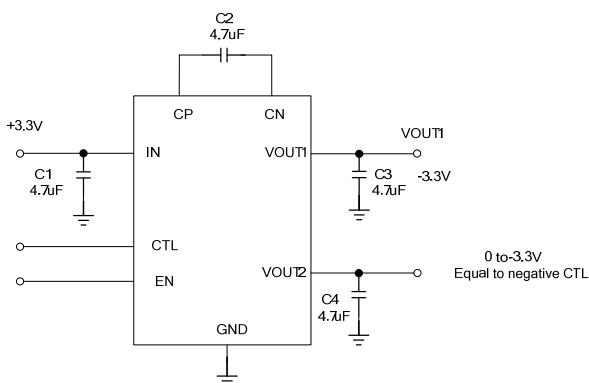 C2
4.7uF
CP
CN
+3.3V
IN
VOUT1
VOUT1
C1
4.7uF
C3
4.7uF
-3.3V
CTL
EN
VOUT2
0 to-3.3V
Equal to negative CTL
C4
4.7uF
GND